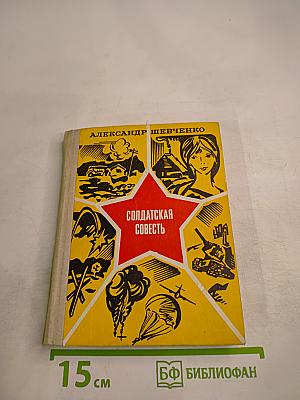 АЛЕКСАНДР ШЕВЧЕНКО
СОЛДАТСКАЯ
СОВЕСТЬ
15 см
БФ БИБЛИОФАН